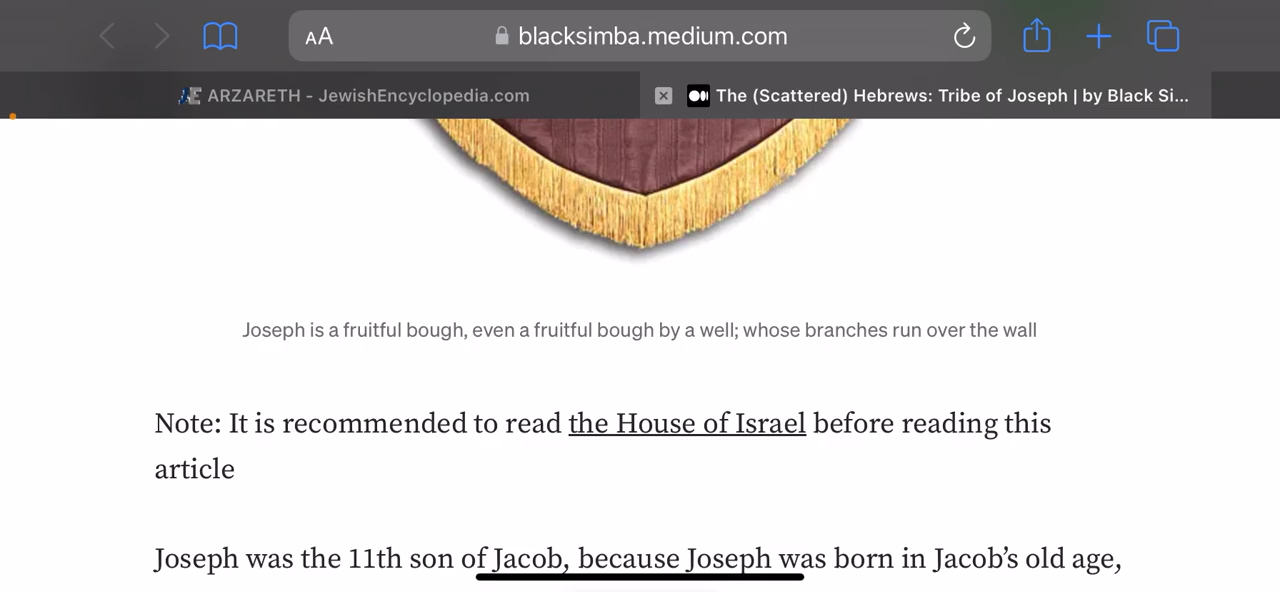 AA blacksimba.medium.com
ARZARETH - JewishEncyclopedia.com
The (Scattered) Hebrews: Tribe of Joseph | by Black Si...
Joseph is a fruitful bough, even a fruitful bough by a well; whose branches run over the wall
Note: It is recommended to read the House of Israel before reading this
article
Joseph was the 11th son of Jacob, because Joseph was born in Jacob’s old age,